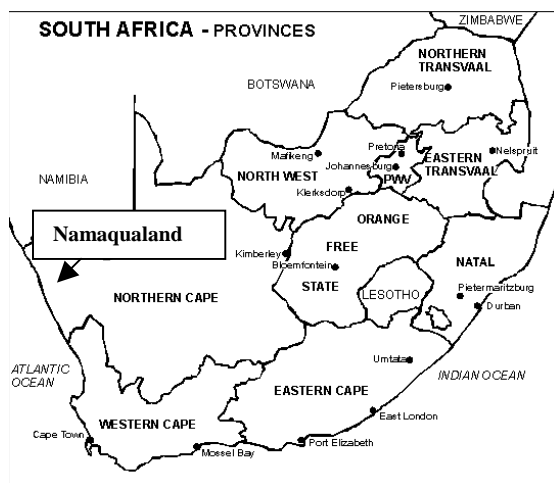 SOUTH AFRICA - PROVINCES
ZIMBABWE
NORTHERN
TRANSVAAL
BOTSWANA
Pietersburg
Mafikeng
Pretoria
Nelspruit
Johannesburg
EASTERN
TRANSVAAL
NORTH WEST
PWV
NAMIBIA
Klerksdorp
ORANGE
Namaqualand
Kimberley
FREE
Bloemfontein
NATAL
STATE
LESOTHO
Pietermaritzburg
Durban
NORTHERN CAPE
ATLANTIC
OCEAN
Umtata
INDIAN OCEAN
EASTERN CAPE
WESTERN CAPE
East London
Cape Town
Mossel Bay
Port Elizabeth